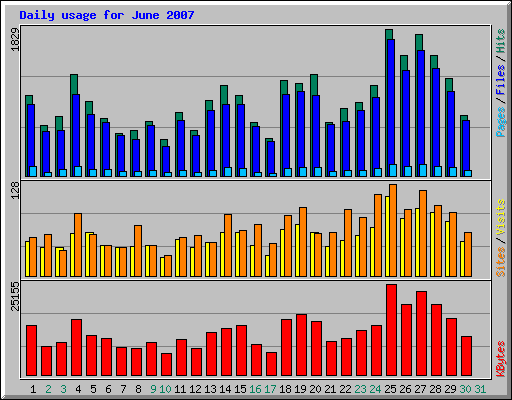 Daily usage for June 2007
1829
Pages / Files / Hits
128
Sites / Visits
25155
KBytes
1 2 3 4 5 6 7 8 9 10 11 12 13 14 15 16 17 18 19 20 21 22 23 24 25 26 27 28 29 30 31